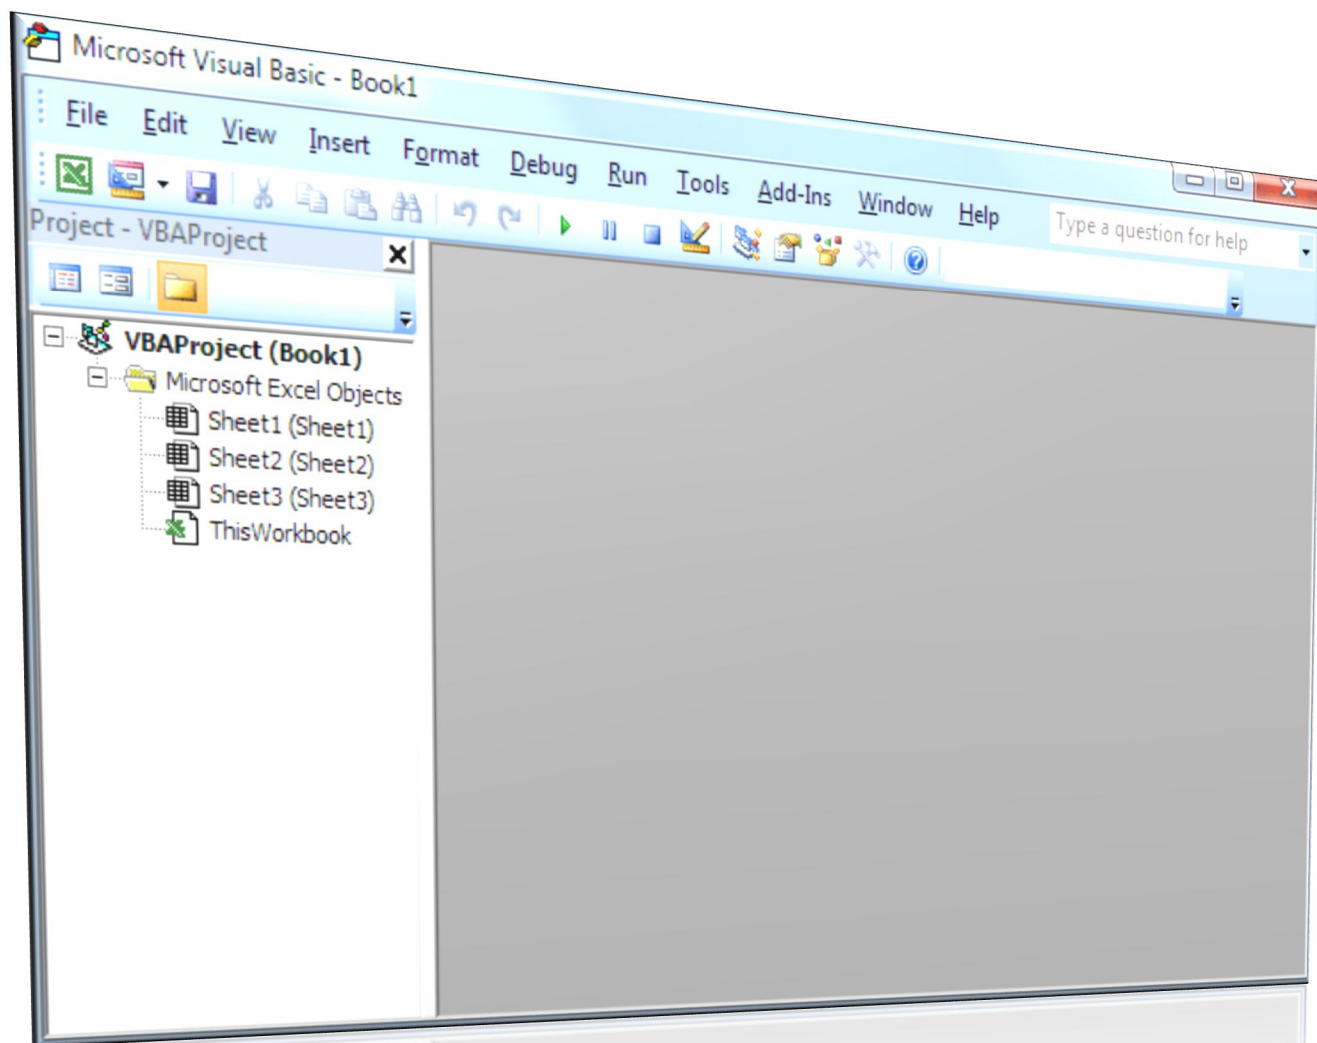 Microsoft Visual Basic - Book1
File Edit View Insert Format Debug Run Tools Add-Ins Window Help Type a question for help
Project - VBAProject
VBAProject (Book1)
Microsoft Excel Objects
Sheet1 (Sheet1)
Sheet2 (Sheet2)
Sheet3 (Sheet3)
ThisWorkbook